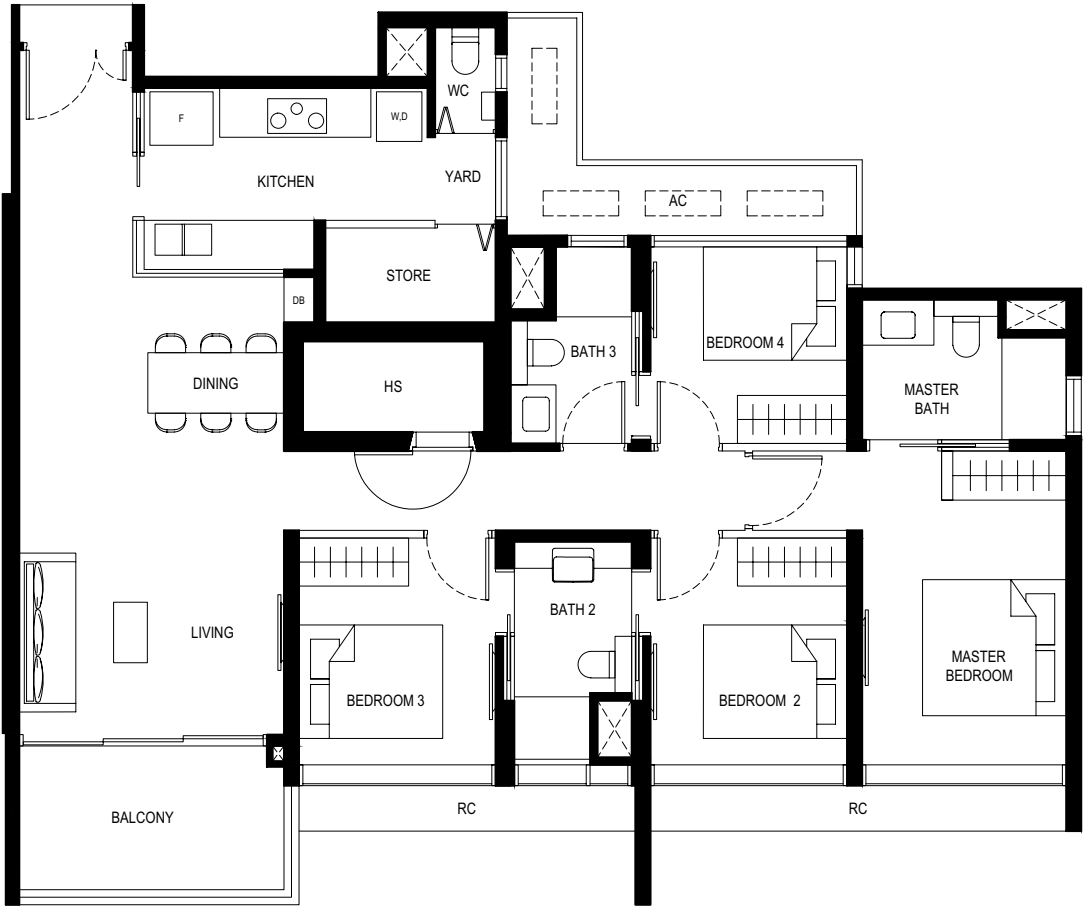 WC
F
W,D
KITCHEN
YARD
AC
STORE
DB
BEDROOM 4
BATH 3
DINING
HS
MASTER
BATH
BATH 2
LIVING
MASTER
BEDROOM
BEDROOM 3
BEDROOM 2
BALCONY
RC
RC